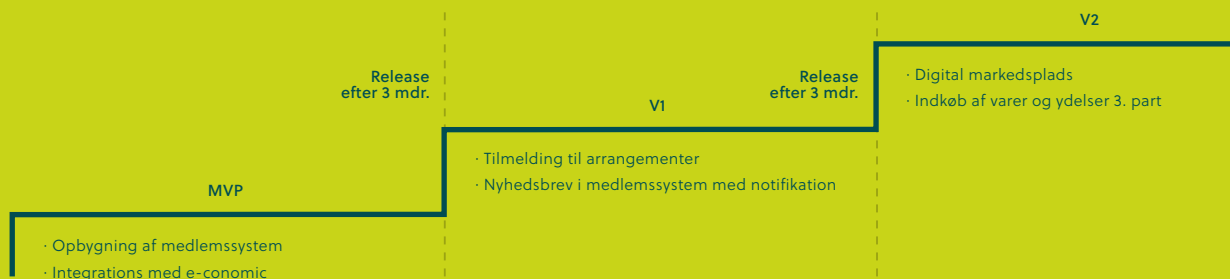 MVP
· Opbygning af medlemssystem
· Integrations med e-conomic
Release
efter 3 mdr.
V1
· Tilmelding til arrangementer
· Nyhedsbrev i medlemssystem med notifikation
Release
efter 3 mdr.
V2
· Digital markedsplads
· Indkøb af varer og ydelser 3. part